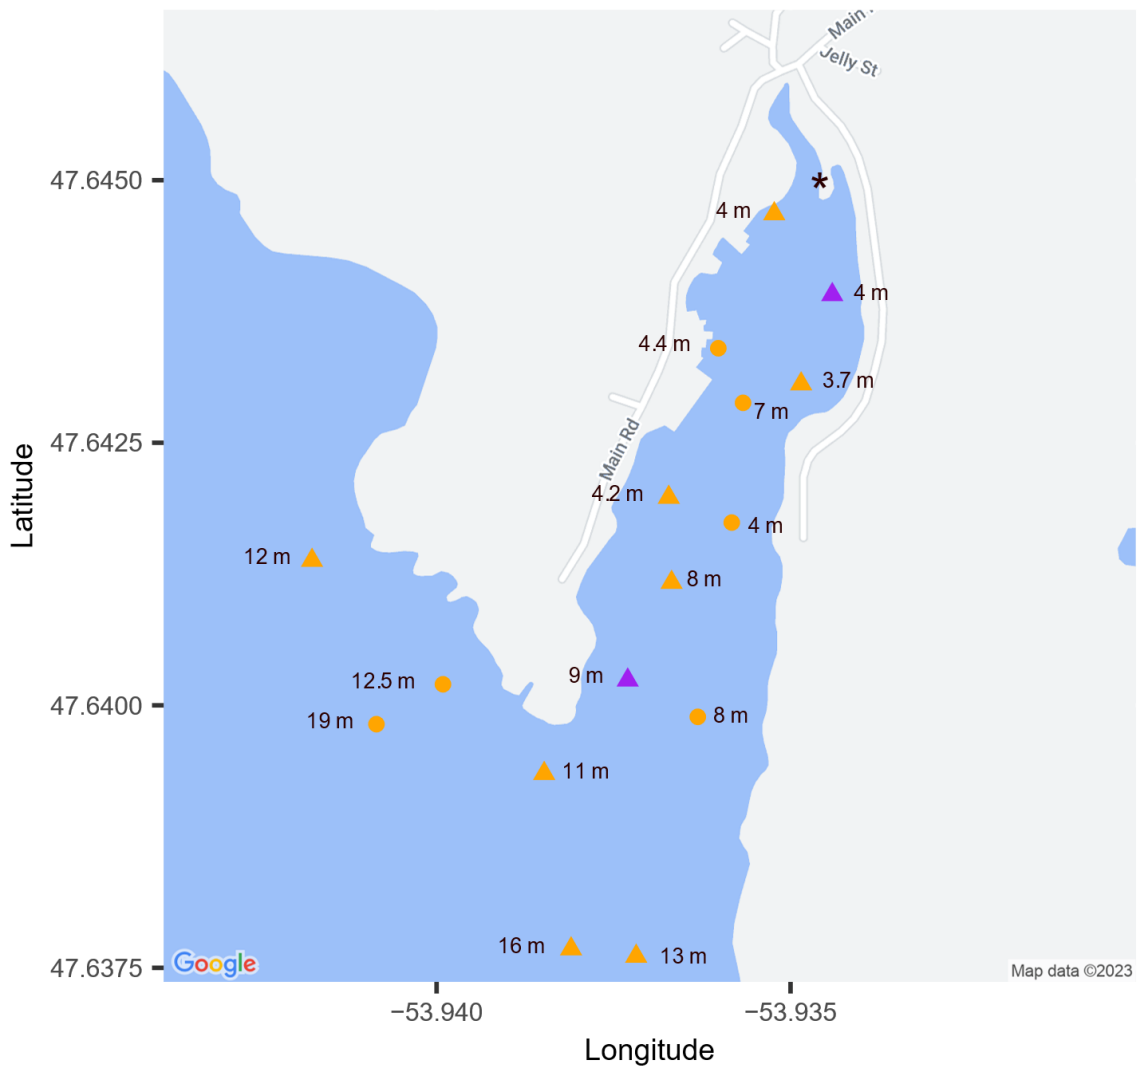 Main
Jelly St
47.6450
4 m
4 m
4.4 m
3.7 m
7 m
47.6425
Main Rd
4.2 m
4 m
12 m
8 m
9 m
12.5 m
47.6400
19 m
8 m
11 m
16 m
13 m
47.6375
Google
Map data ©2023
−53.940
−53.935
Longitude
Latitude